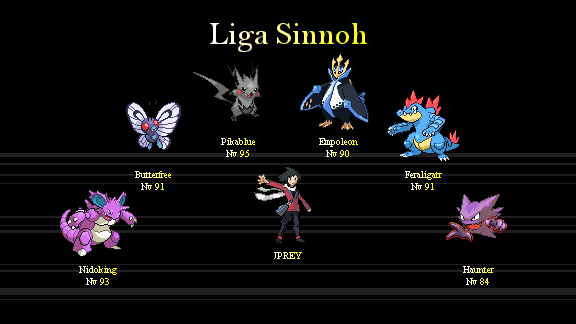 Liga Sinnoh
Pikablue
Nv 95
Empoleon
Nv 90
Butterfree
Nv 91
Feraligatr
Nv 91
Nidoking
Nv 93
JPREY
Haunter
Nv 84